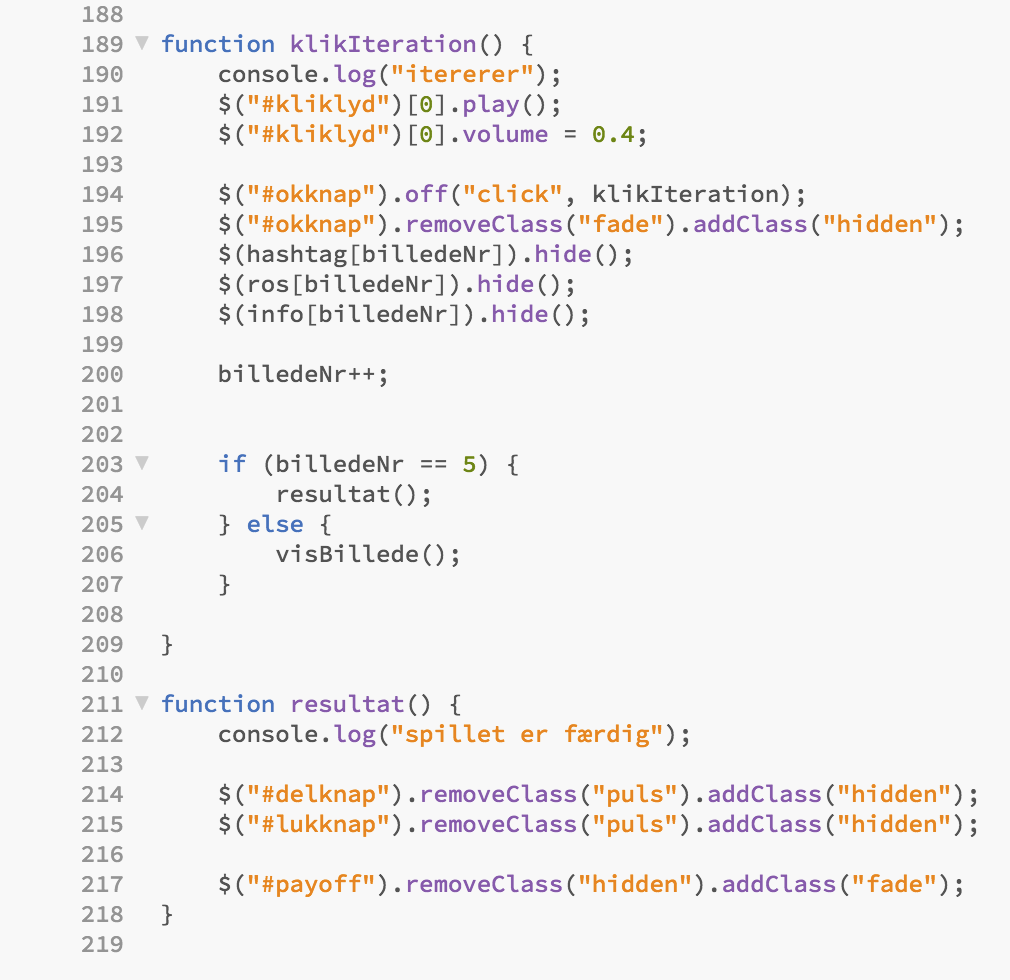 188
189 ▼ function klikIteration() {
190     console.log("itererer");
191     $("#kliklyd")[0].play();
192     $("#kliklyd")[0].volume = 0.4;
193
194     $("#okknap").off("click", klikIteration);
195     $("#okknap").removeClass("fade").addClass("hidden");
196     $(hashtag[billedeNr]).hide();
197     $(ros[billedeNr]).hide();
198     $(info[billedeNr]).hide();
199
200     billedeNr++;
201
202
203 ▼     if (billedeNr == 5) {
204         resultat();
205 ▼     } else {
206         visBillede();
207     }
208
209 }
210
211 ▼ function resultat() {
212     console.log("spillet er færdig");
213
214     $("#delknap").removeClass("puls").addClass("hidden");
215     $("#lukknap").removeClass("puls").addClass("hidden");
216
217     $("#payoff").removeClass("hidden").addClass("fade");
218 }
219